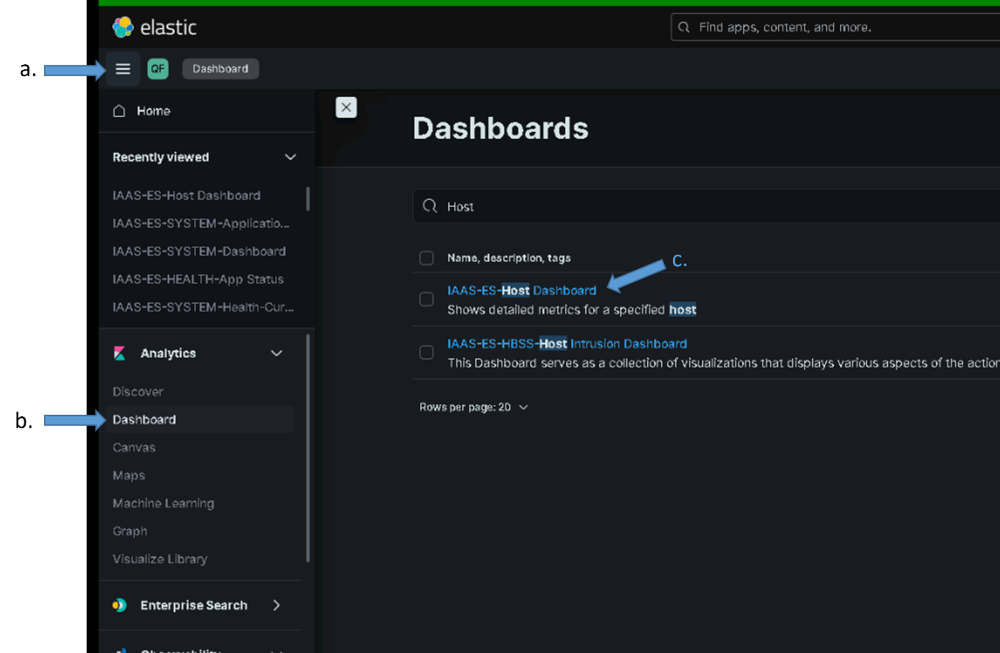 elastic
Find apps, content, and more.
a.
QF
Dashboard
Home
Recently viewed
IAAS-ES-Host Dashboard
IAAS-ES-SYSTEM-Applicatio...
IAAS-ES-SYSTEM-Dashboard
IAAS-ES-HEALTH-App Status
IAAS-ES-SYSTEM-Health-Cur...
Analytics
Discover
b.
Dashboard
Canvas
Maps
Machine Learning
Graph
Visualize Library
Enterprise Search
Observability
Dashboards
Host
Name, description, tags
c.
IAAS-ES-Host Dashboard
Shows detailed metrics for a specified host
IAAS-ES-HBSS-Host Intrusion Dashboard
This Dashboard serves as a collection of visualizations that displays various aspects of the action
Rows per page: 20